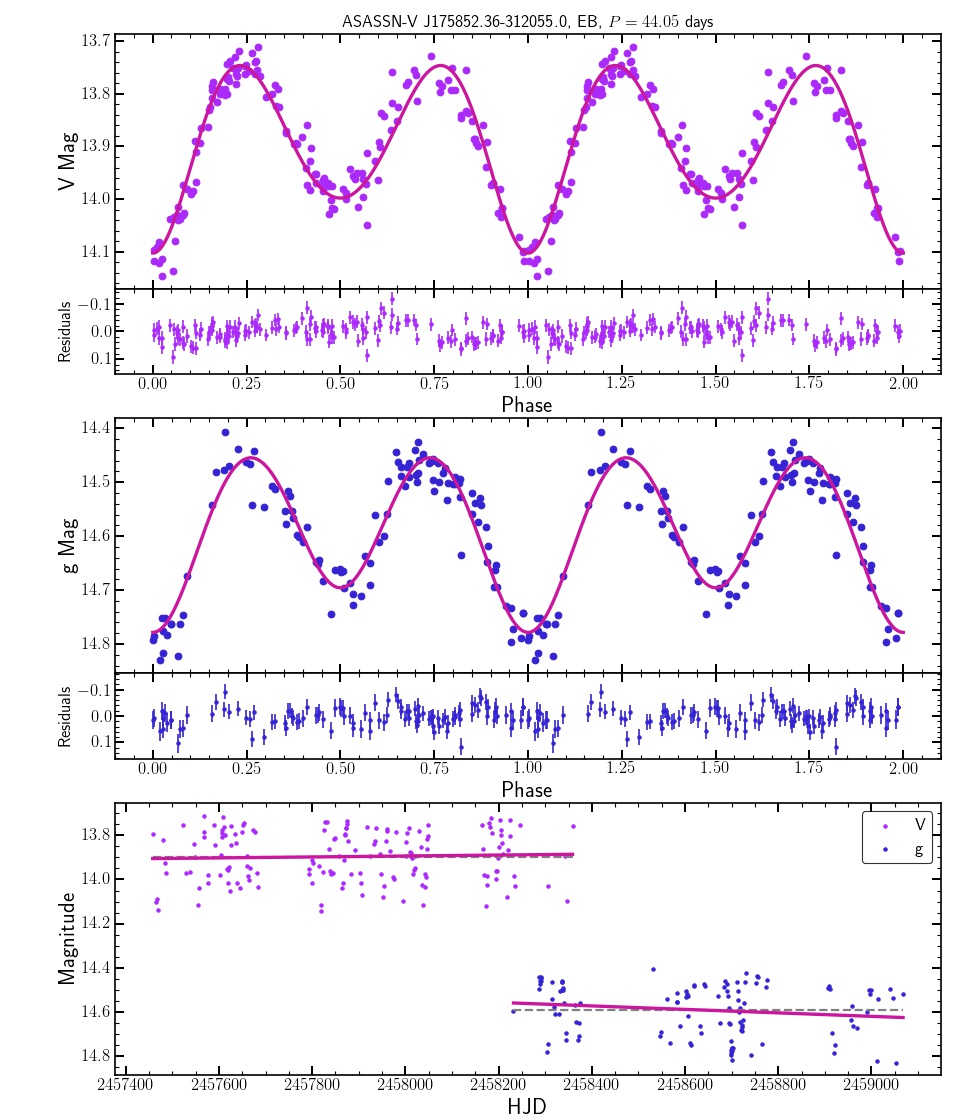 ASASSN-V J175852.36-312055.0, EB, P = 44.05 days
13.7
13.8
13.9
14.0
14.1
V Mag
−0.1
0.0
0.1
Residuals
0.00 0.25 0.50 0.75 1.00 1.25 1.50 1.75 2.00
Phase
14.4
14.5
14.6
14.7
14.8
g Mag
−0.1
0.0
0.1
Residuals
0.00 0.25 0.50 0.75 1.00 1.25 1.50 1.75 2.00
Phase
V
g
13.8
14.0
14.2
14.4
14.6
14.8
Magnitude
2457400 2457600 2457800 2458000 2458200 2458400 2458600 2458800 2459000
HJD